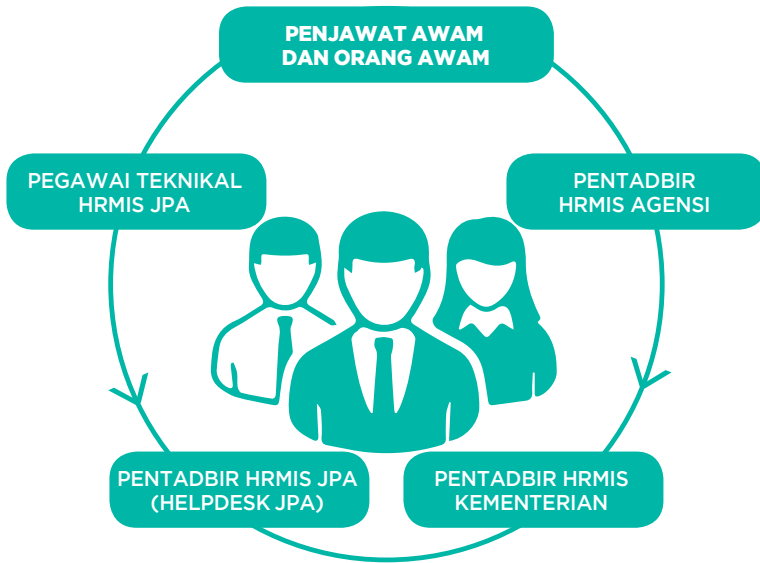 PENJAWAT AWAM
DAN ORANG AWAM
PEGAWAI TEKNIKAL
HRMIS JPA
PENTADBIR
HRMIS AGENSI
PENTADBIR HRMIS JPA
(HELPDESK JPA)
PENTADBIR HRMIS
KEMENTERIAN